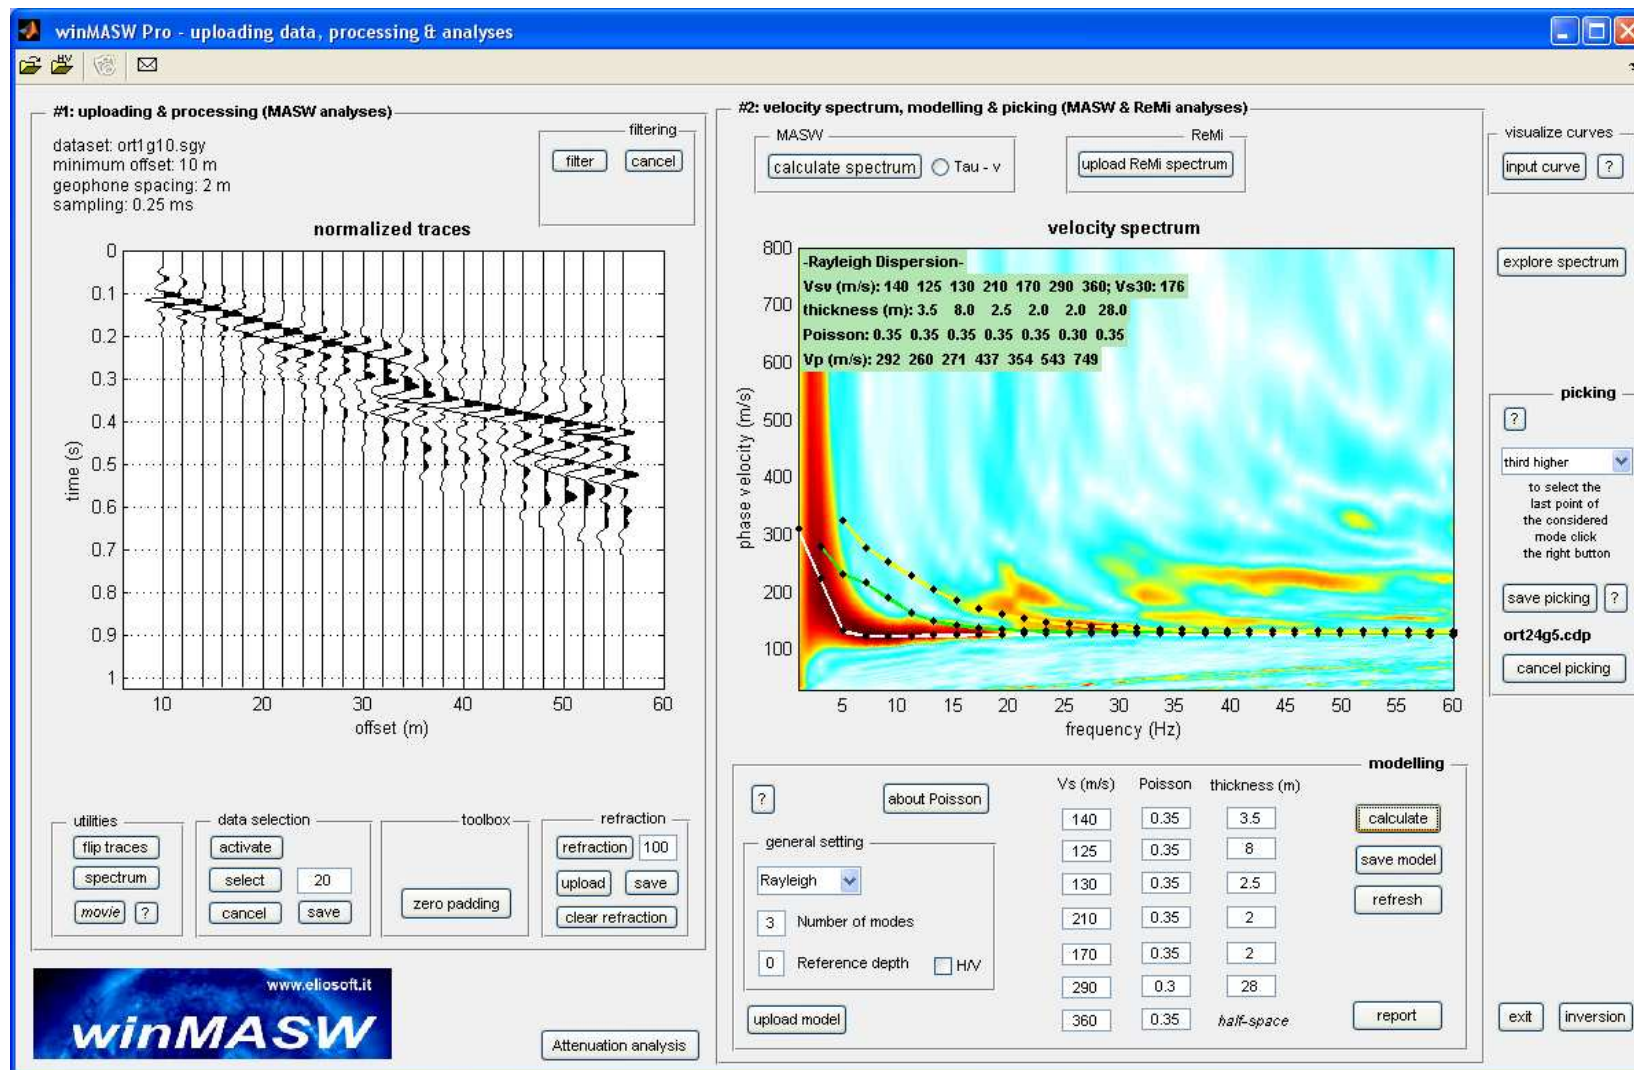 winMASW Pro - uploading data, processing & analyses
HV
#1: uploading & processing (MASW analyses)
dataset: ort1g10.sgy
minimum offset: 10 m
geophone spacing: 2 m
sampling: 0.25 ms
filtering
filter cancel
normalized traces
0
0.1
0.2
0.3
0.4
0.5
0.6
0.7
0.8
0.9
1
time (s)
10 20 30 40 50 60
offset (m)
utilities
flip traces
spectrum
movie ?
data selection
activate
select 20
cancel save
toolbox
zero padding
refraction
refraction 100
upload save
clear refraction
www.eliosoft.it
winMASW
Attenuation analysis
#2: velocity spectrum, modelling & picking (MASW & ReMi analyses)
MASW
calculate spectrum Tau - v
ReMi
upload ReMi spectrum
velocity spectrum
-Rayleigh Dispersion-
Vsv (m/s): 140 125 130 210 170 290 360; Vs30: 176
thickness (m): 3.5 8.0 2.5 2.0 2.0 28.0
Poisson: 0.35 0.35 0.35 0.35 0.35 0.30 0.35
Vp (m/s): 292 260 271 437 354 543 749
800
700
600
500
400
300
200
100
phase velocity (m/s)
5 10 15 20 25 30 35 40 45 50 55 60
frequency (Hz)
modelling
? about Poisson
general setting
Rayleigh
3 Number of modes
0 Reference depth H/V
upload model
Vs (m/s) Poisson thickness (m)
140 0.35 3.5
125 0.35 8
130 0.35 2.5
210 0.35 2
170 0.35 2
290 0.3 28
360 0.35 half-space
calculate
save model
refresh
report
visualize curves
input curve ?
explore spectrum
picking
?
third higher
to select the
last point of
the considered
mode click
the right button
save picking ?
ort24g5.cdp
cancel picking
exit inversion